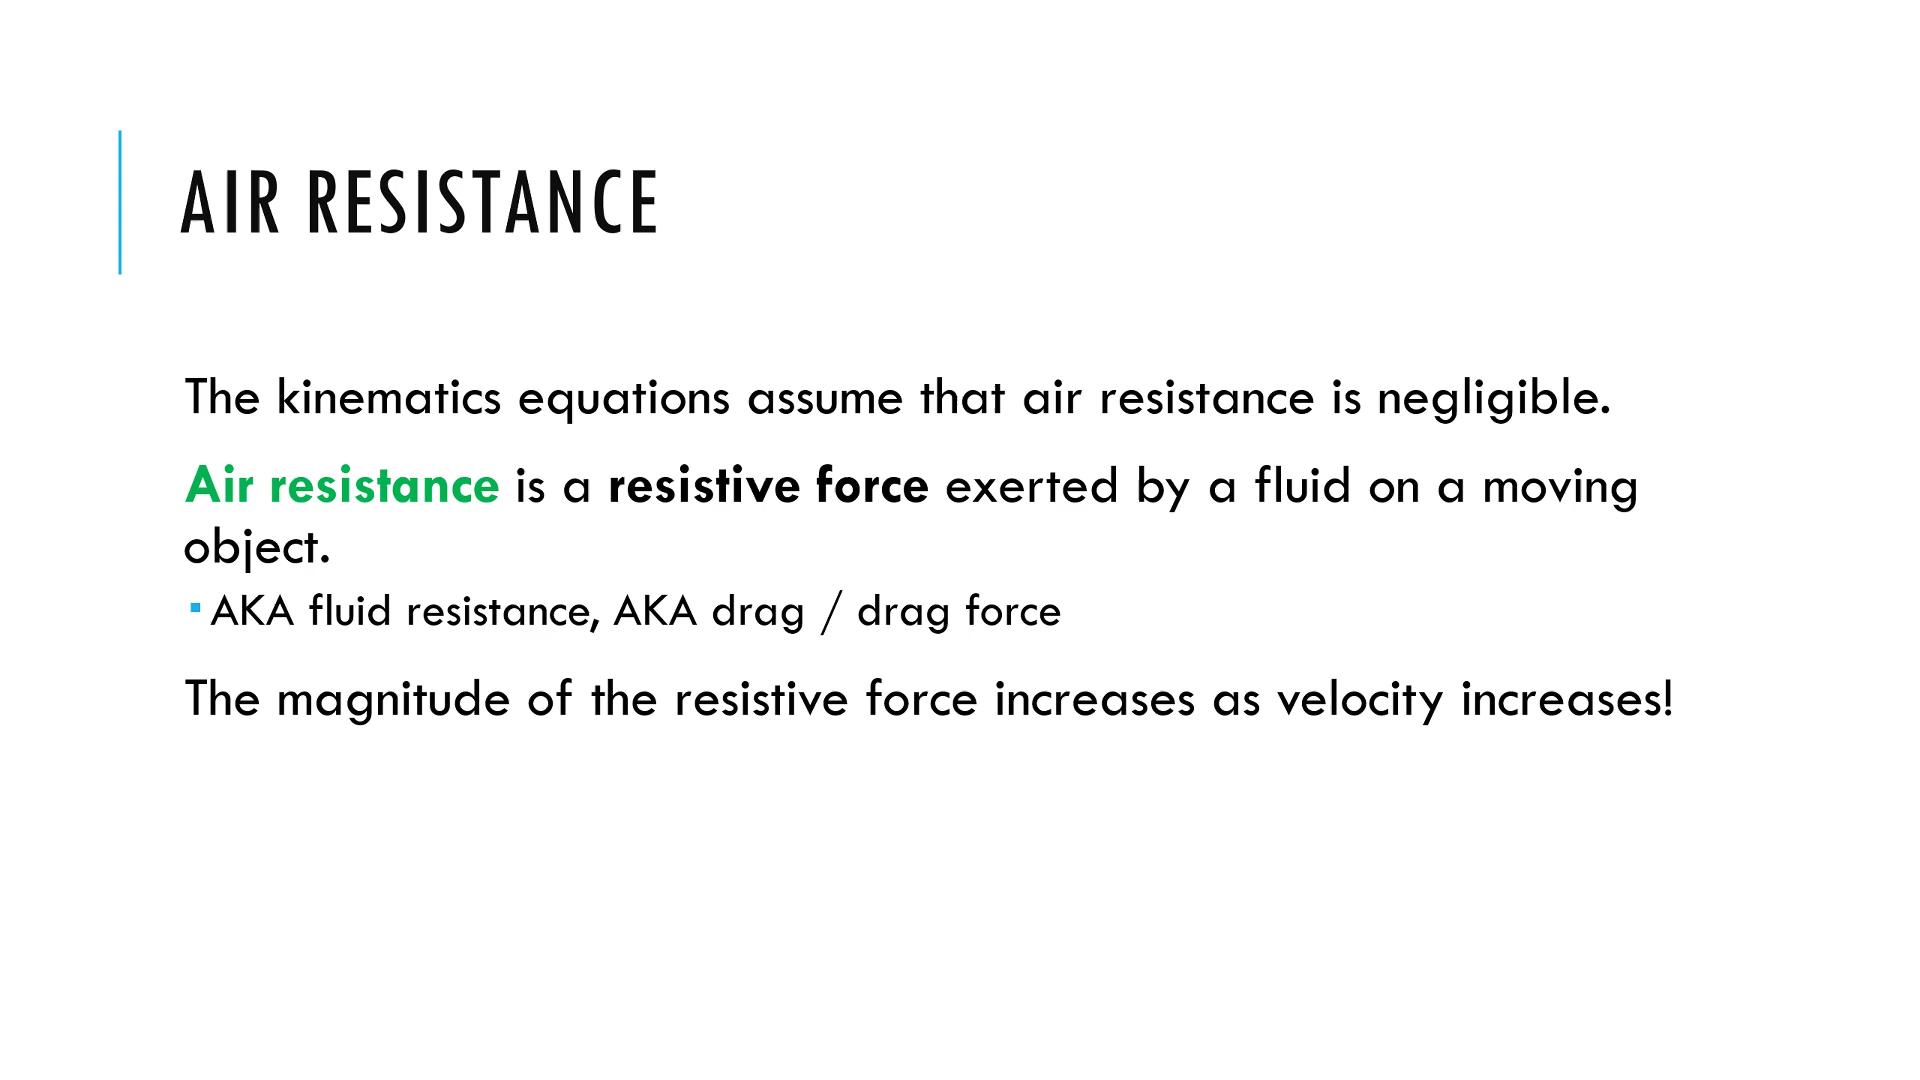 AIR RESISTANCE
The kinematics equations assume that air resistance is negligible.
Air resistance is a resistive force exerted by a fluid on a moving
object.
▪ AKA fluid resistance, AKA drag / drag force
The magnitude of the resistive force increases as velocity increases!